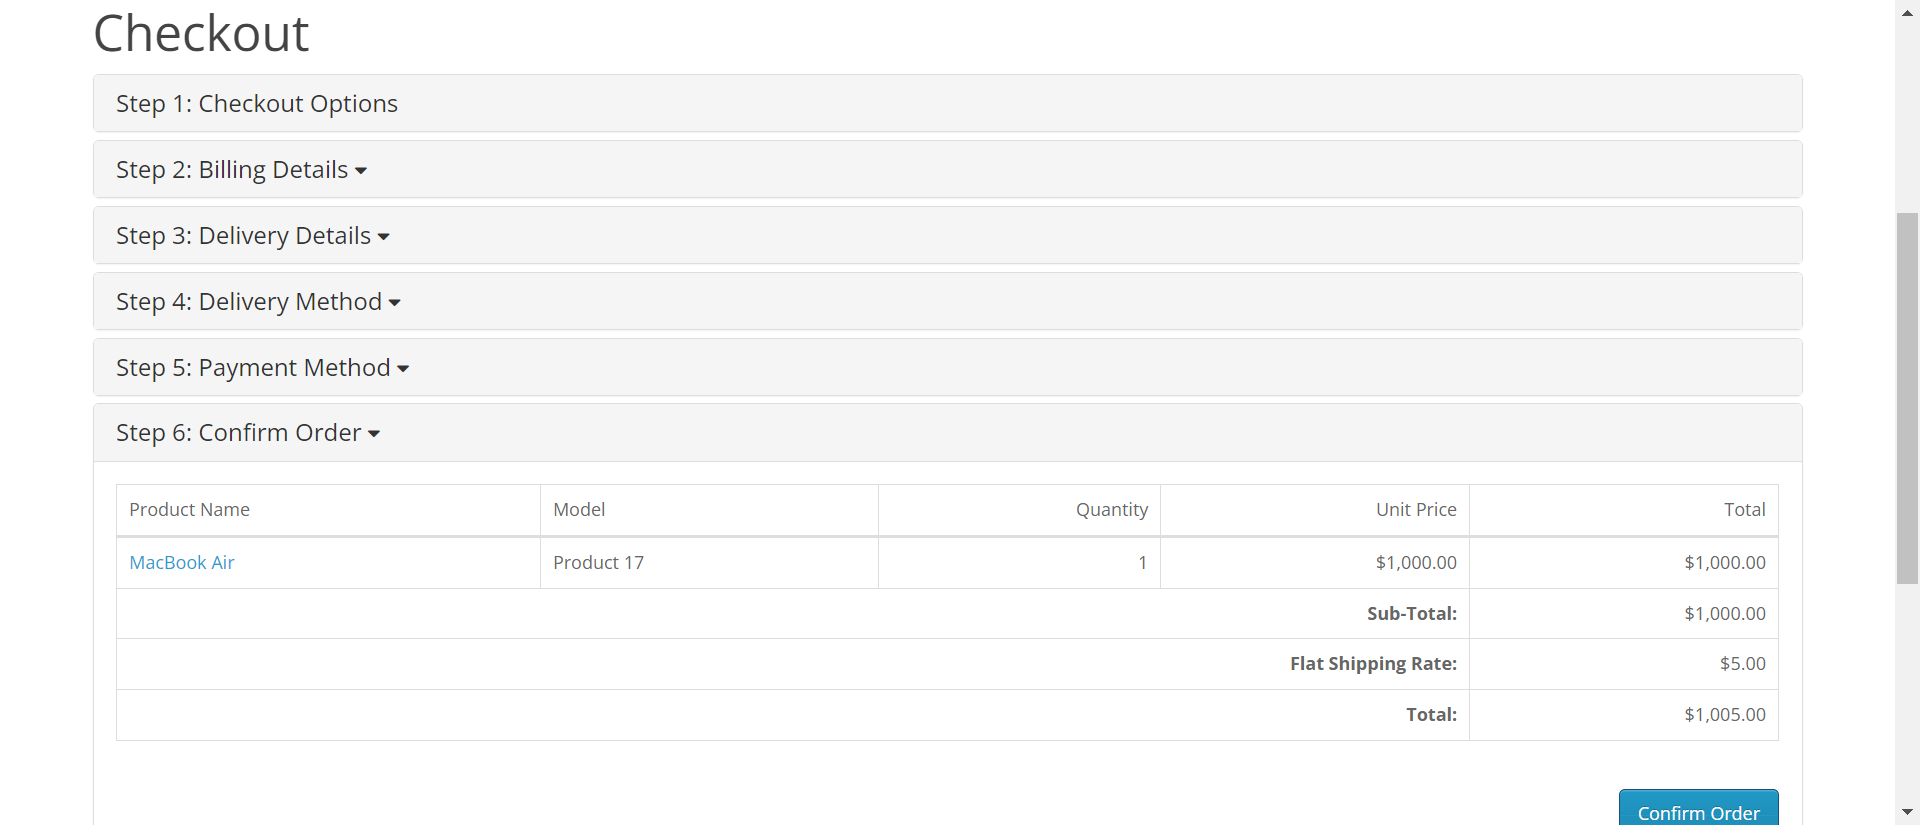 Checkout
Step 1: Checkout Options
Step 2: Billing Details
Step 3: Delivery Details
Step 4: Delivery Method
Step 5: Payment Method
Step 6: Confirm Order
Product Name Model Quantity Unit Price Total
MacBook Air Product 17 1 $1,000.00 $1,000.00
Sub-Total: $1,000.00
Flat Shipping Rate: $5.00
Total: $1,005.00
Confirm Order